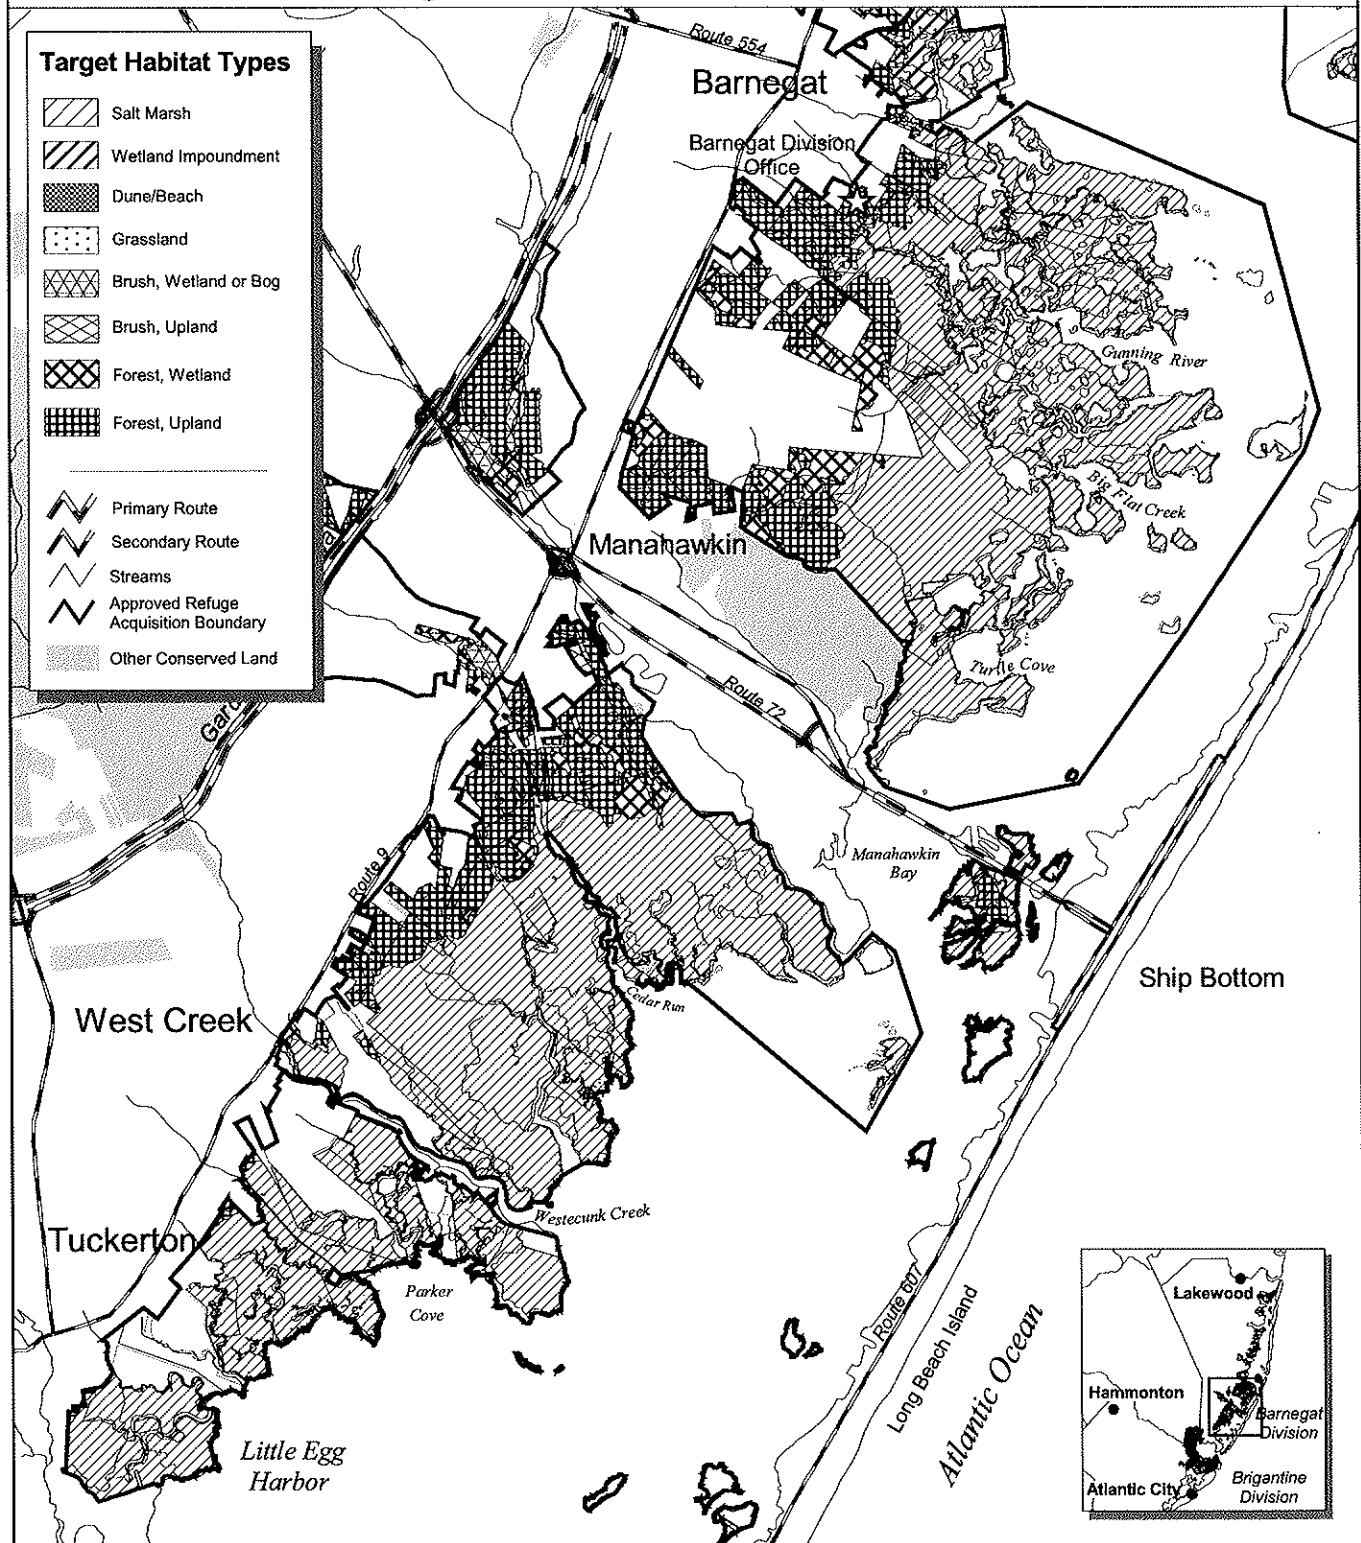 Target Habitat Types
Salt Marsh
Wetland Impoundment
Dune/Beach
Grassland
Brush, Wetland or Bog
Brush, Upland
Forest, Wetland
Forest, Upland
Primary Route
Secondary Route
Streams
Approved Refuge
Acquisition Boundary
Other Conserved Land
Route 554
Barnegat
Barnegat Division
Office
Gunning River
Big Flat Creek
Manahawkin
Turtle Cove
Route 72
Gard
Manahawkin
Bay
Route 9
Ship Bottom
Cedar Run
West Creek
Westecunk Creek
Tuckerton
Parker
Cove
Route 607
Long Beach Island
Atlantic Ocean
Little Egg
Harbor
Lakewood
Hammonton
Barnegat
Division
Atlantic City
Brigantine
Division